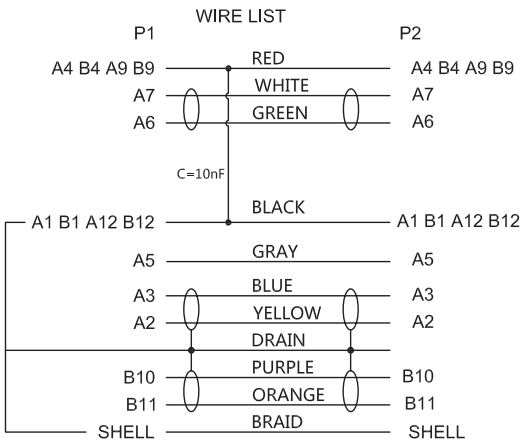 WIRE LIST
P1 P2
A4 B4 A9 B9 RED A4 B4 A9 B9
A7 WHITE A7
A6 GREEN A6
C=10nF
A1 B1 A12 B12 BLACK A1 B1 A12 B12
A5 GRAY A5
A3 BLUE A3
A2 YELLOW A2
DRAIN
B10 PURPLE B10
B11 ORANGE B11
SHELL BRAID SHELL